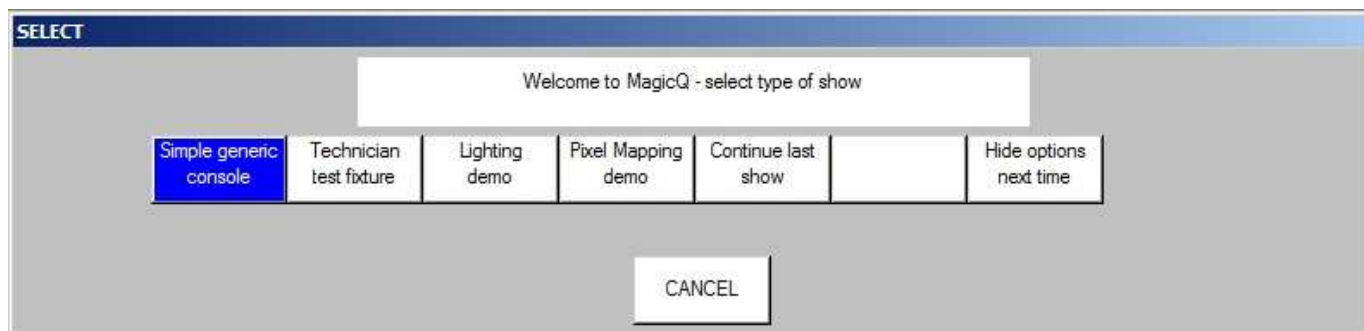 SELECT
Welcome to MagicQ - select type of show
Simple generic
console
Technician
test fixture
Lighting
demo
Pixel Mapping
demo
Continue last
show
Hide options
next time
CANCEL